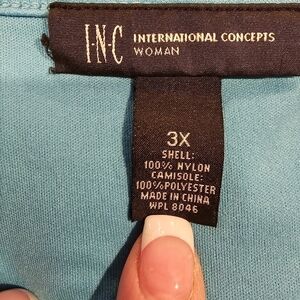 I·N·C INTERNATIONAL CONCEPTS
WOMAN
3X
SHELL:
100% NYLON
CAMISOLE:
100%POLYESTER
MADE IN CHINA
WPL 8046